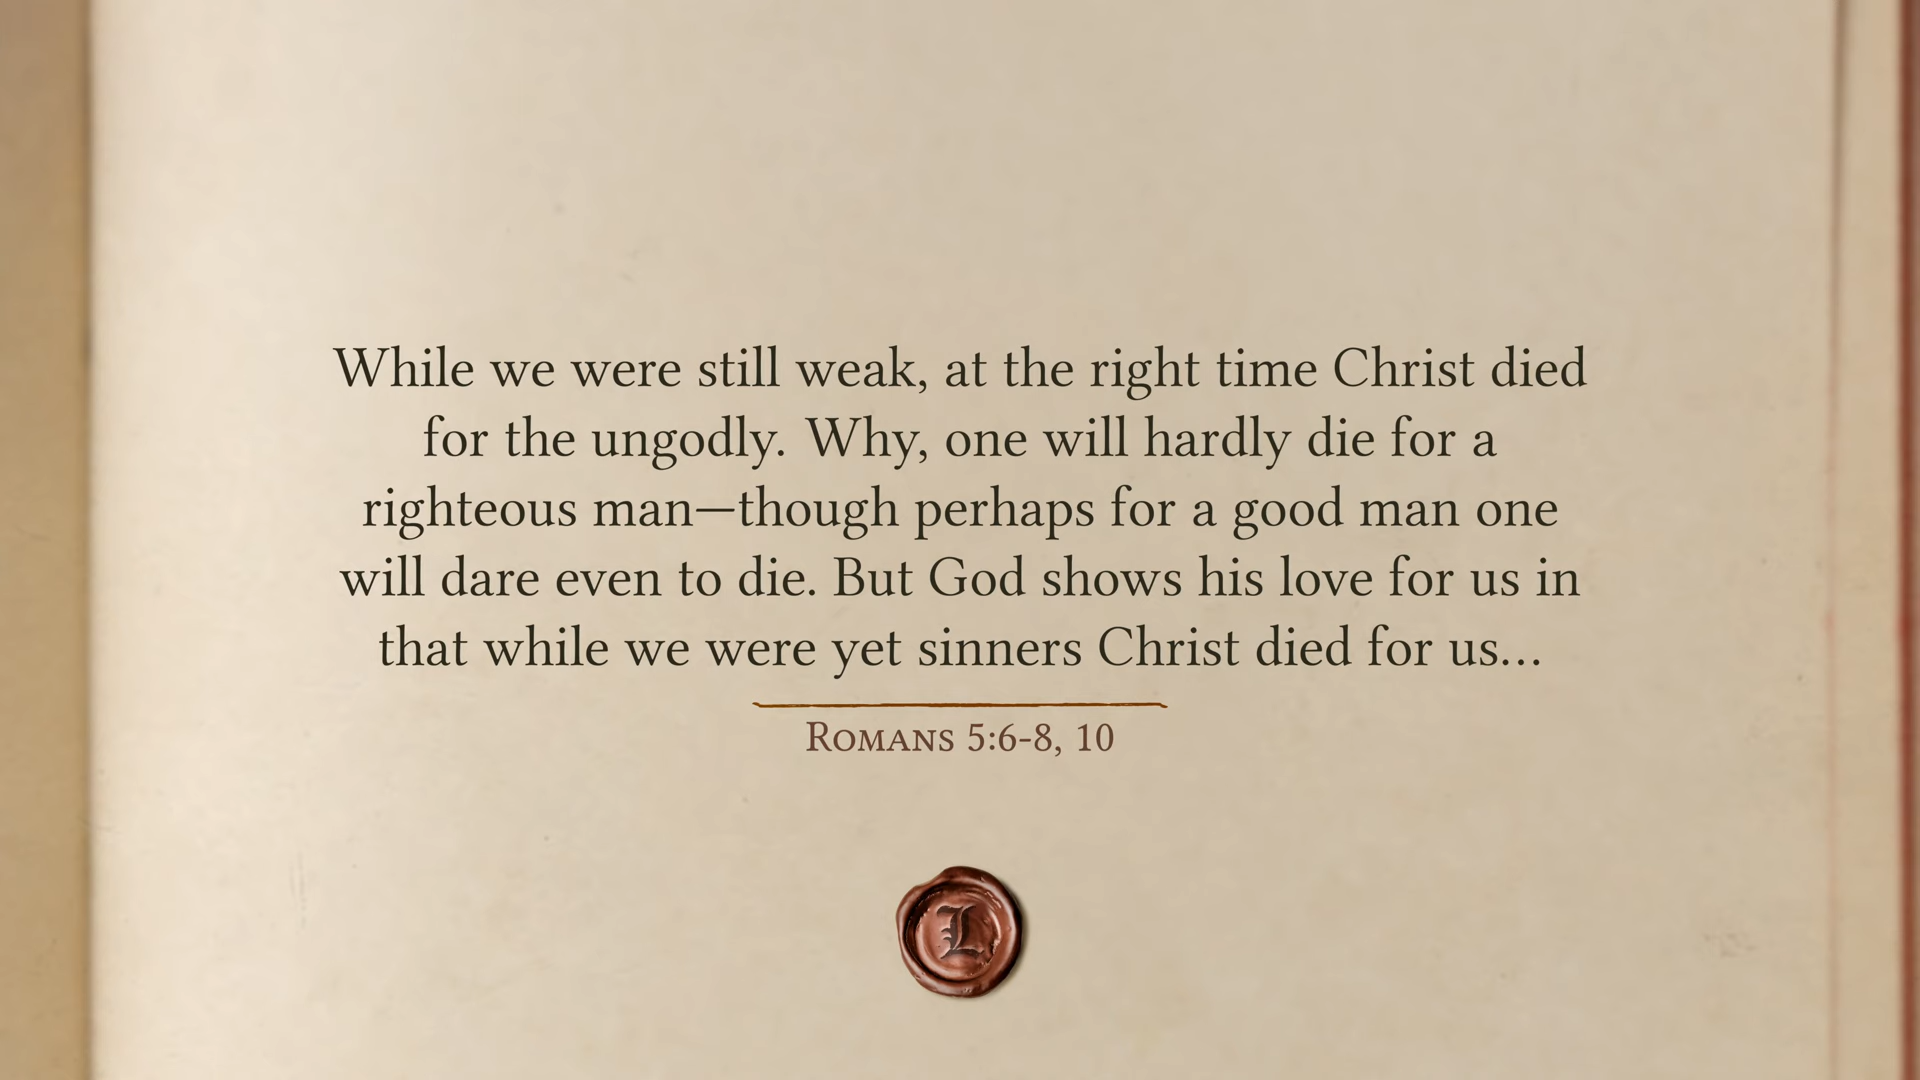 While we were still weak, at the right time Christ died
for the ungodly. Why, one will hardly die for a
righteous man—though perhaps for a good man one
will dare even to die. But God shows his love for us in
that while we were yet sinners Christ died for us…
Romans 5:6-8, 10
L